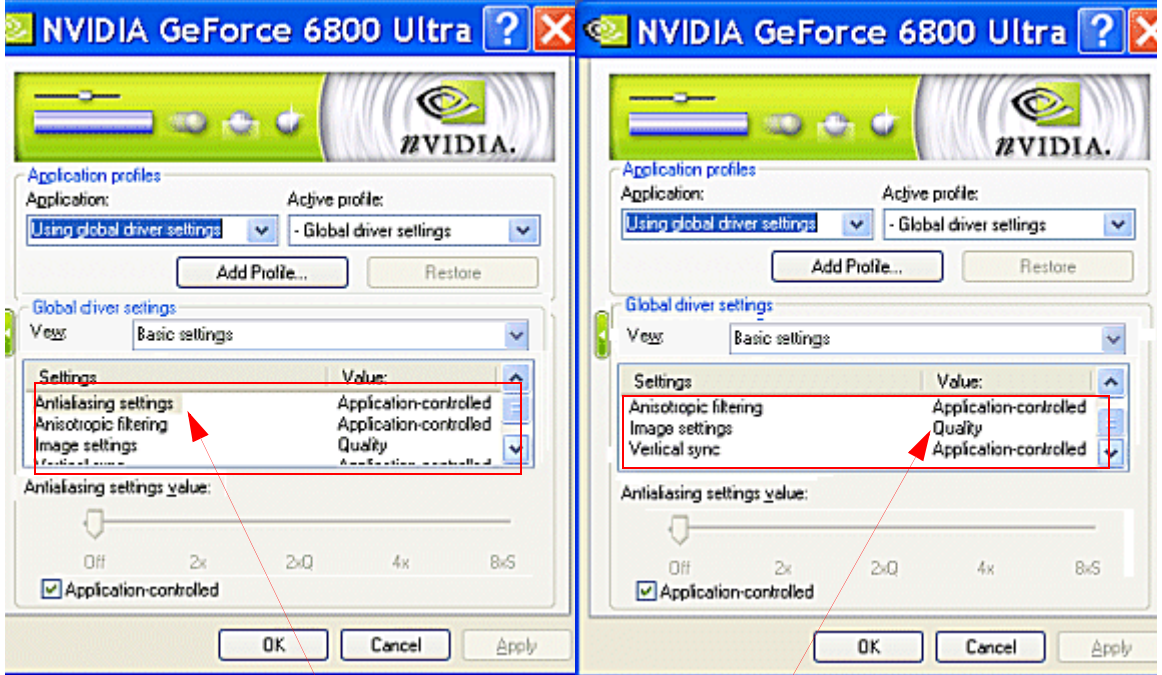 NVIDIA GeForce 6800 Ultra
nVIDIA.
Application profiles
Application: Active profile:
Using global driver settings - Global driver settings
Add Profile... Restore
Global driver settings
View: Basic settings
Settings Value:
Antialiasing settings Application-controlled
Anisotropic filtering Application-controlled
Image settings Quality
Vertical sync Application-controlled
Antialiasing settings value:
Off 2x 2xQ 4x 8xS
Application-controlled
OK Cancel Apply
NVIDIA GeForce 6800 Ultra
nVIDIA.
Application profiles
Application: Active profile:
Using global driver settings - Global driver settings
Add Profile... Restore
Global driver settings
View: Basic settings
Settings Value:
Anisotropic filtering Application-controlled
Image settings Quality
Vertical sync Application-controlled
Antialiasing settings value:
Off 2x 2xQ 4x 8xS
Application-controlled
OK Cancel Apply